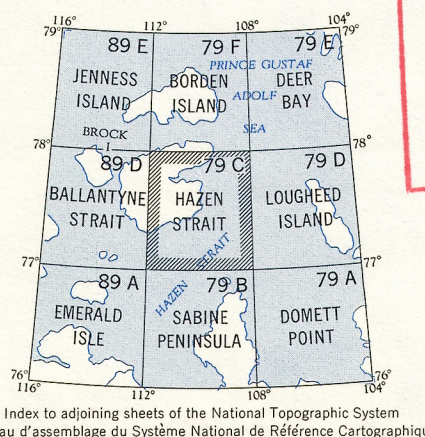 116° 112° 108° 104°
79° 89 E 79 F 79 E 79°
PRINCE GUSTAF
JENNESS BORDEN DEER
ISLAND ISLAND ADOLF BAY
SEA
BROCK
I
78° 78°
89 D 79 C 79 D
BALLANTYNE HAZEN LOUGHEED
STRAIT STRAIT ISLAND
77° 77°
HAZEN STRAIT
89 A 79 B 79 A
EMERALD SABINE DOMETT
ISLE PENINSULA POINT
76° 76°
116° 112° 108° 104°
Index to adjoining sheets of the National Topographic System
au d'assemblage du Système National de Référence Cartographiqu